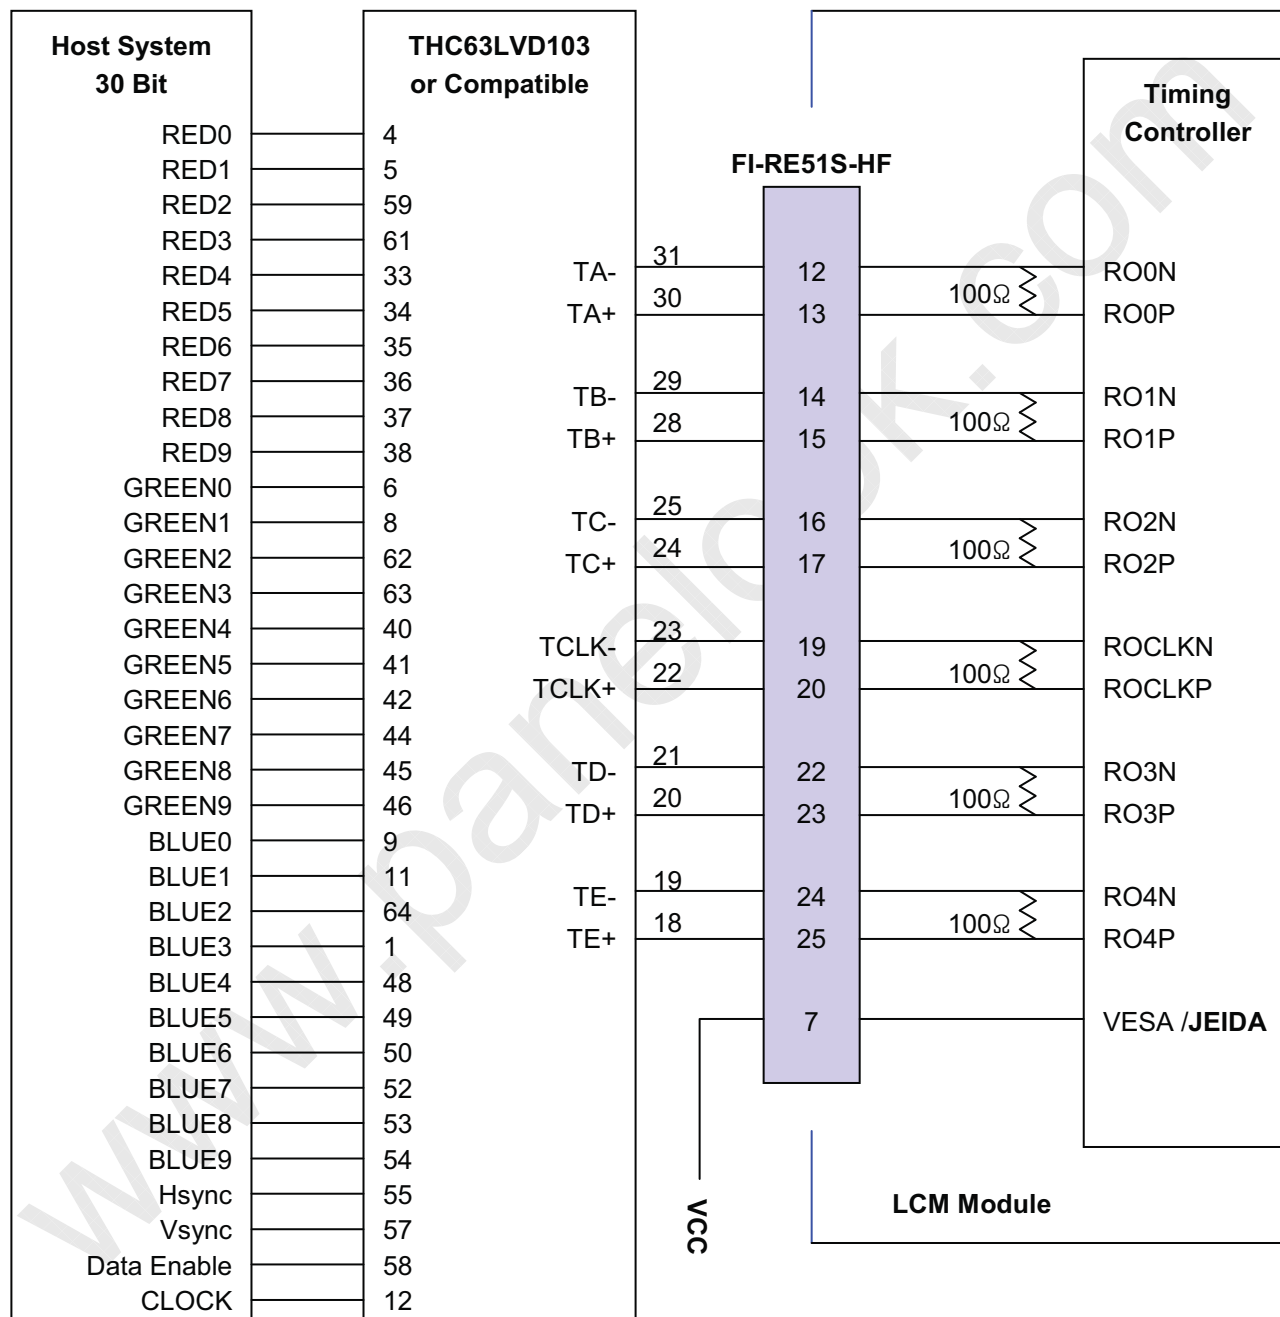 Host System
30 Bit
THC63LVD103
or Compatible
Timing
Controller
FI-RE51S-HF
RED0 4
RED1 5
RED2 59
RED3 61
RED4 33
RED5 34
RED6 35
RED7 36
RED8 37
RED9 38
GREEN0 6
GREEN1 8
GREEN2 62
GREEN3 63
GREEN4 40
GREEN5 41
GREEN6 42
GREEN7 44
GREEN8 45
GREEN9 46
BLUE0 9
BLUE1 11
BLUE2 64
BLUE3 1
BLUE4 48
BLUE5 49
BLUE6 50
BLUE7 52
BLUE8 53
BLUE9 54
Hsync 55
Vsync 57
Data Enable 58
CLOCK 12
TA- 31 12 RO0N
100Ω
TA+ 30 13 RO0P
TB- 29 14 RO1N
100Ω
TB+ 28 15 RO1P
TC- 25 16 RO2N
100Ω
TC+ 24 17 RO2P
TCLK- 23 19 ROCLKN
100Ω
TCLK+ 22 20 ROCLKP
TD- 21 22 RO3N
100Ω
TD+ 20 23 RO3P
TE- 19 24 RO4N
100Ω
TE+ 18 25 RO4P
7 VESA /JEIDA
VCC
LCM Module
www.panelook.com